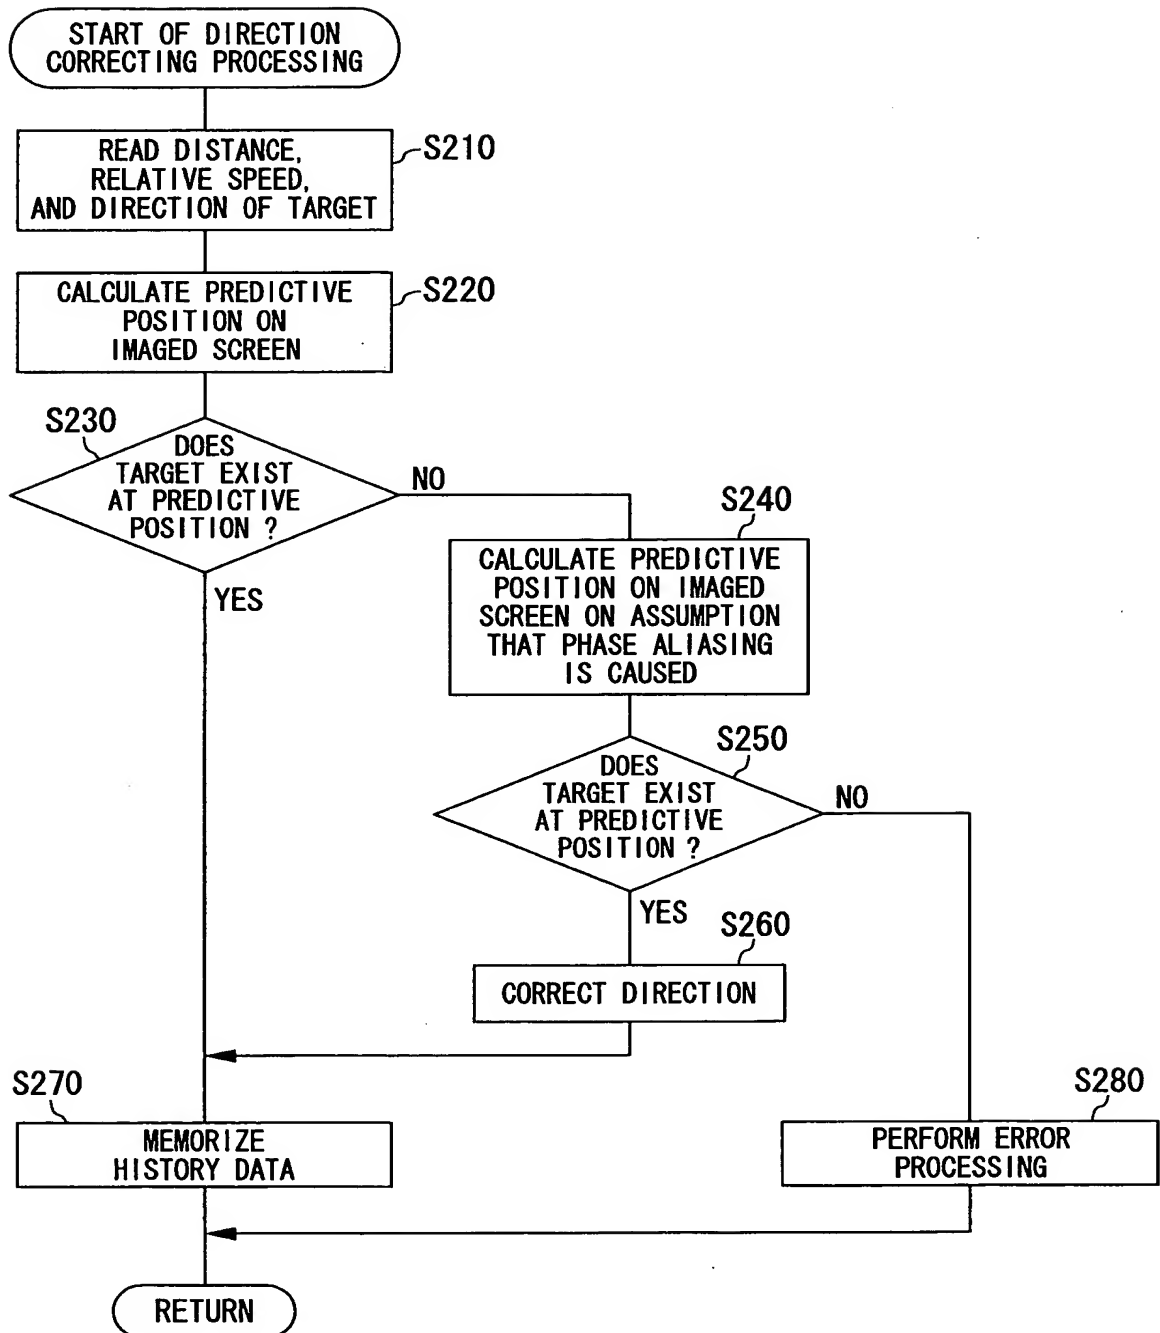 START OF DIRECTION
CORRECTING PROCESSING
READ DISTANCE,
RELATIVE SPEED,
AND DIRECTION OF TARGET
S210
CALCULATE PREDICTIVE
POSITION ON
IMAGED SCREEN
S220
S230
DOES
TARGET EXIST
AT PREDICTIVE
POSITION ?
NO
YES
S240
CALCULATE PREDICTIVE
POSITION ON IMAGED
SCREEN ON ASSUMPTION
THAT PHASE ALIASING
IS CAUSED
S250
DOES
TARGET EXIST
AT PREDICTIVE
POSITION ?
NO
YES
S260
CORRECT DIRECTION
S270
MEMORIZE
HISTORY DATA
S280
PERFORM ERROR
PROCESSING
RETURN